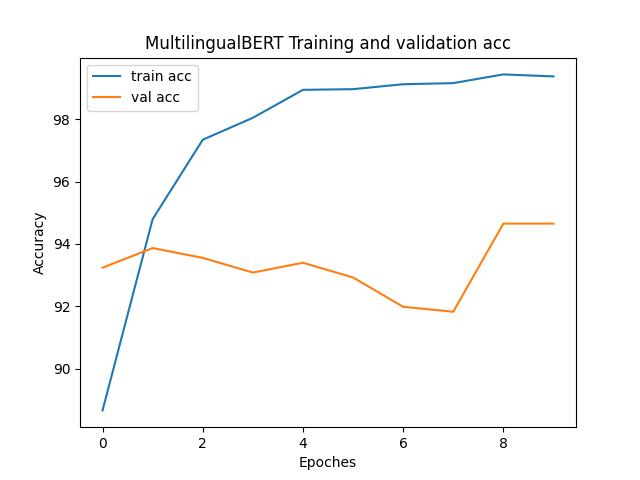 MultilingualBERT Training and validation acc
train acc
val acc
98
96
94
92
90
Accuracy
0 2 4 6 8
Epoches